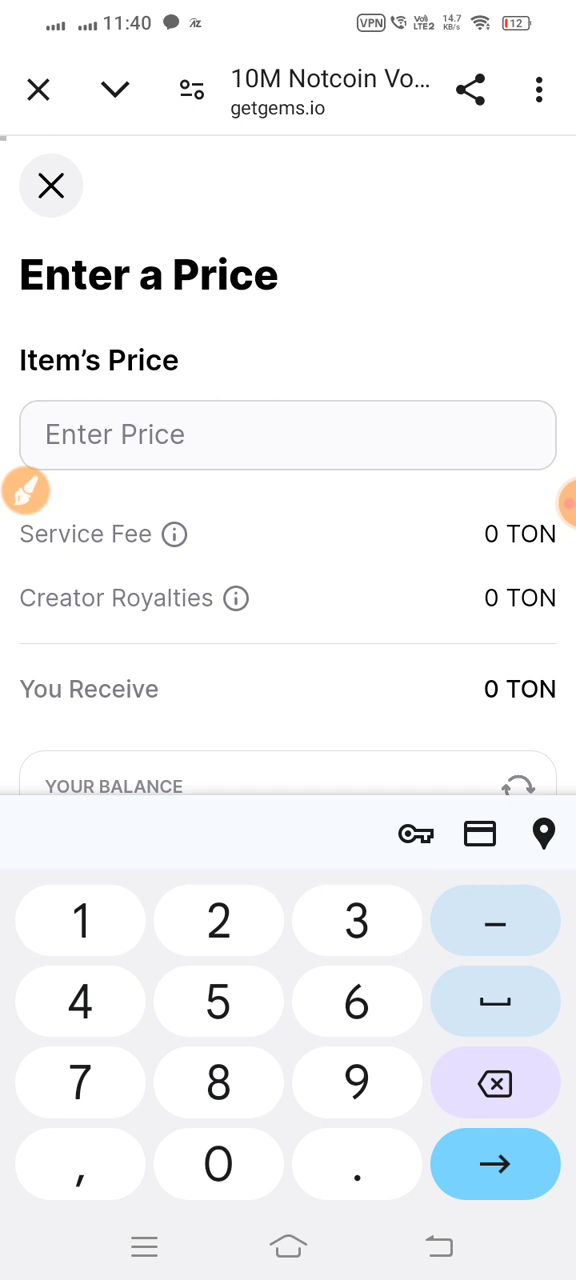 11:40 VPN Vol) LTE2 14.7 KB/s 12
10M Notcoin Vo...
getgems.io
Enter a Price
Item’s Price
Enter Price
Service Fee 0 TON
Creator Royalties 0 TON
You Receive 0 TON
YOUR BALANCE
1 2 3 –
4 5 6
7 8 9
, 0 .